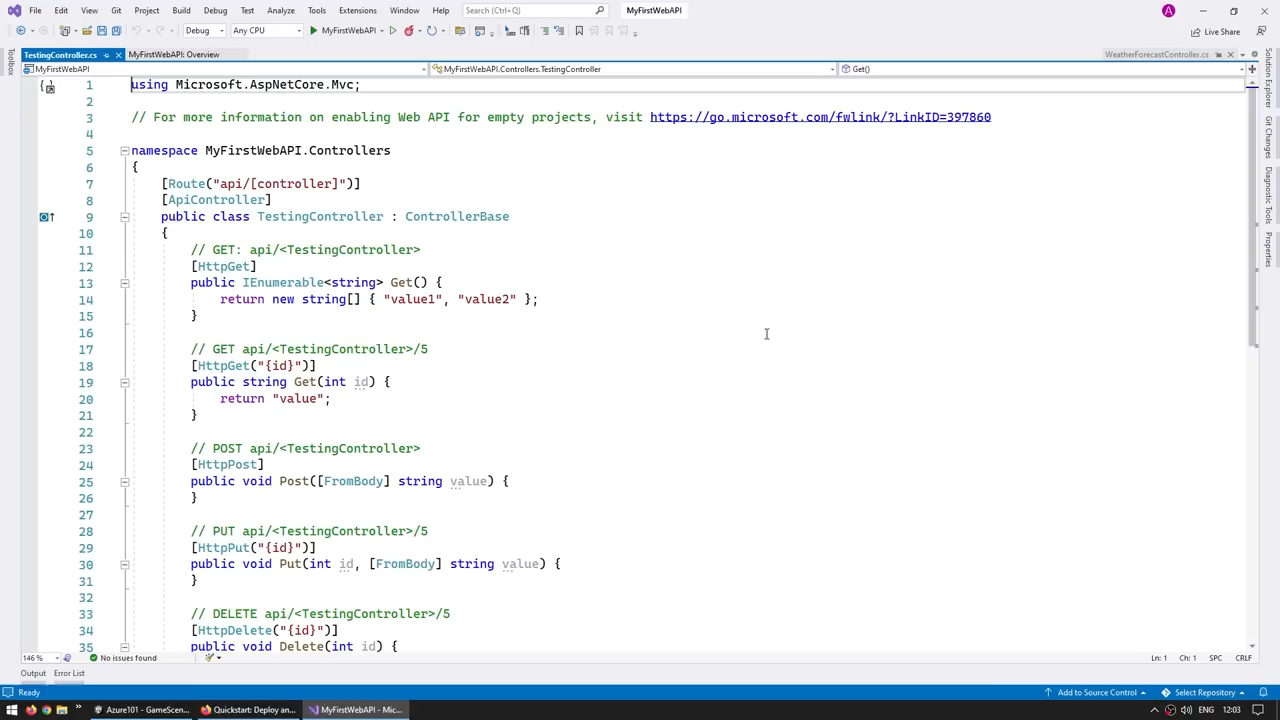 File Edit View Git Project Build Debug Test Analyze Tools Extensions Window Help Search (Ctrl+Q) MyFirstWebAPI A
Debug Any CPU MyFirstWebAPI Live Share
TestingController.cs MyFirstWebAPI: Overview WeatherForecastController.cs
MyFirstWebAPI MyFirstWebAPI.Controllers.TestingController Get()
Toolbox
Solution Explorer
Git Changes
Diagnostic Tools
Properties
1 using Microsoft.AspNetCore.Mvc;
2
3 // For more information on enabling Web API for empty projects, visit https://go.microsoft.com/fwlink/?LinkID=397860
4
5 namespace MyFirstWebAPI.Controllers
6 {
7 [Route("api/[controller]")]
8 [ApiController]
9 public class TestingController : ControllerBase
10 {
11 // GET: api/<TestingController>
12 [HttpGet]
13 public IEnumerable<string> Get() {
14 return new string[] { "value1", "value2" };
15 }
16
17 // GET api/<TestingController>/5
18 [HttpGet("{id}")]
19 public string Get(int id) {
20 return "value";
21 }
22
23 // POST api/<TestingController>
24 [HttpPost]
25 public void Post([FromBody] string value) {
26 }
27
28 // PUT api/<TestingController>/5
29 [HttpPut("{id}")]
30 public void Put(int id, [FromBody] string value) {
31 }
32
33 // DELETE api/<TestingController>/5
34 [HttpDelete("{id}")]
35 public void Delete(int id) {
146 % No issues found Ln: 1 Ch: 1 SPC CRLF
Output Error List
Ready Add to Source Control Select Repository
Azure101 - GameScen... Quickstart: Deploy an... MyFirstWebAPI - Mic... ENG 12:03